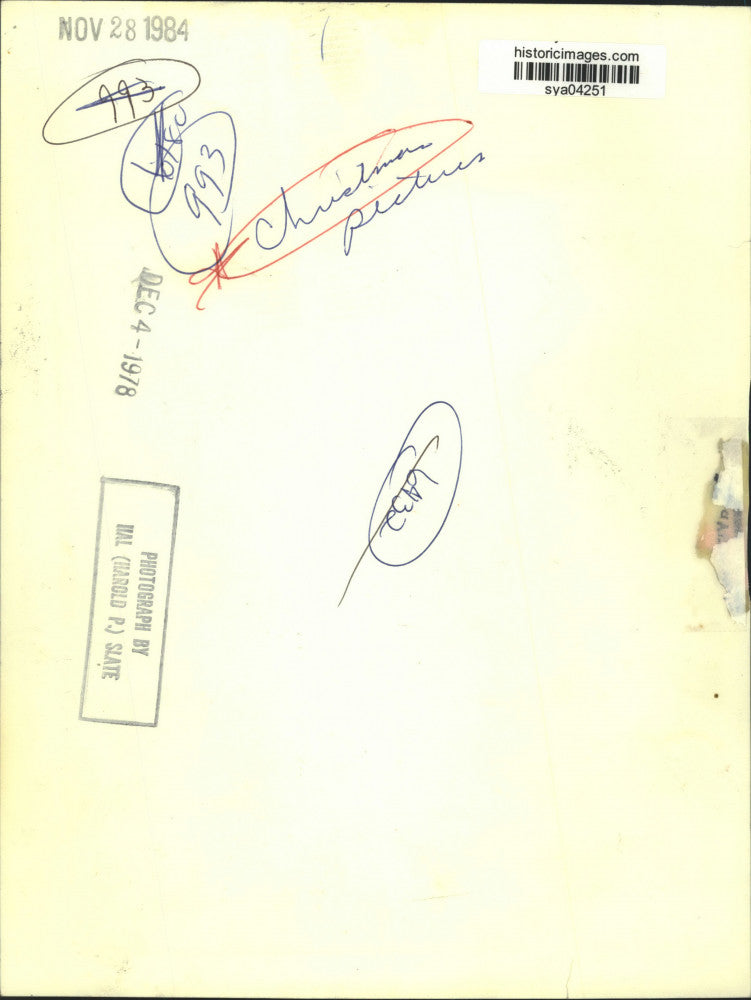 NOV 28 1984
historicimages.com
sya04251
993
993
Christmas
pictures
DEC 4 - 1978
PHOTOGRAPH BY
HAL (HAROLD P.) SLATE